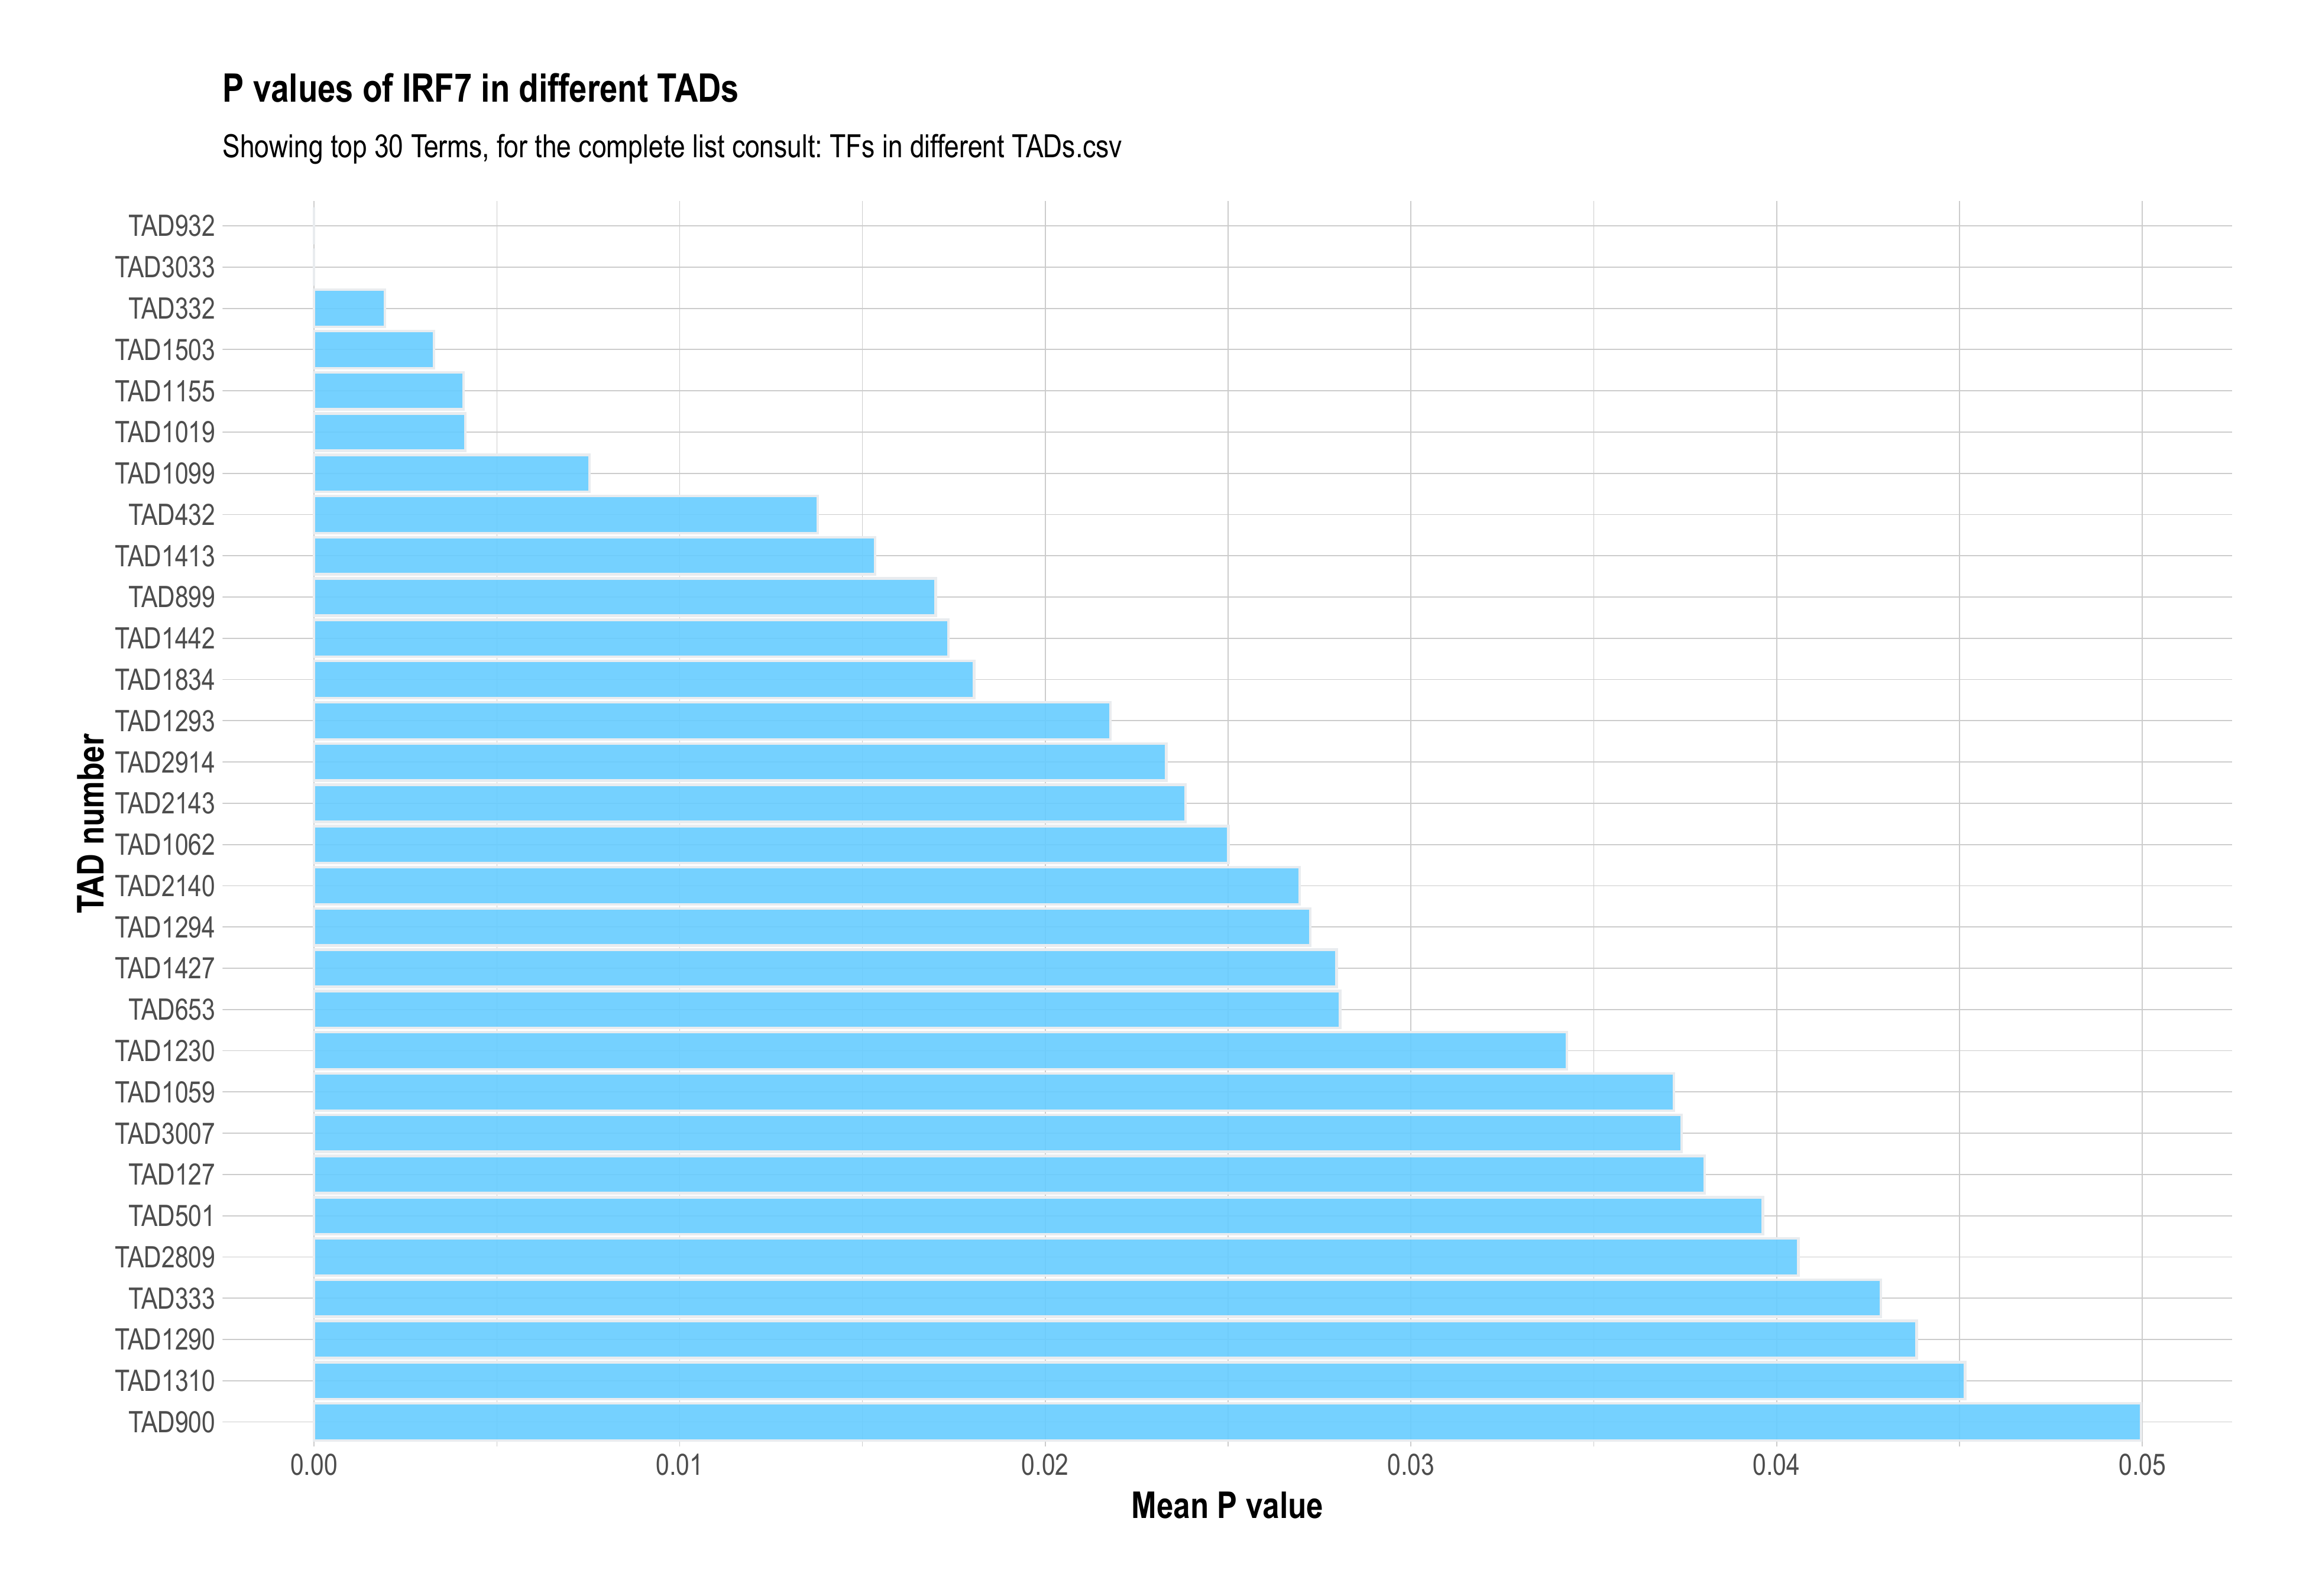 P values of IRF7 in different TADs
Showing top 30 Terms, for the complete list consult: TFs in different TADs.csv
TAD number
TAD932
TAD3033
TAD332
TAD1503
TAD1155
TAD1019
TAD1099
TAD432
TAD1413
TAD899
TAD1442
TAD1834
TAD1293
TAD2914
TAD2143
TAD1062
TAD2140
TAD1294
TAD1427
TAD653
TAD1230
TAD1059
TAD3007
TAD127
TAD501
TAD2809
TAD333
TAD1290
TAD1310
TAD900
0.00 0.01 0.02 0.03 0.04 0.05
Mean P value